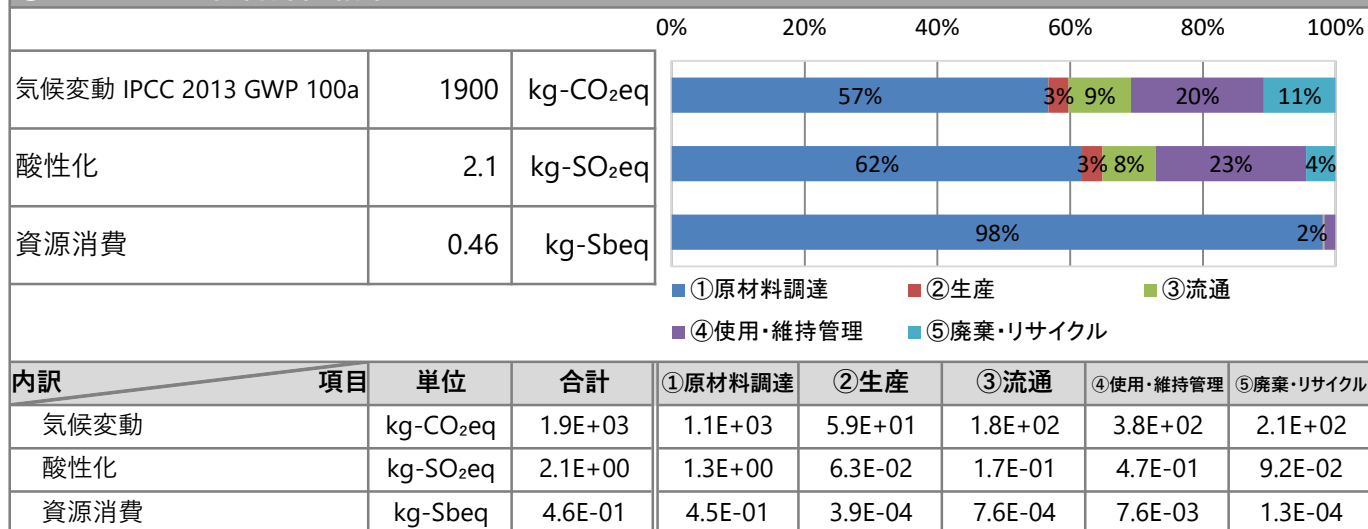 0% 20% 40% 60% 80% 100%
気候変動 IPCC 2013 GWP 100a 1900 kg-CO₂eq 57% 3% 9% 20% 11%
酸性化 2.1 kg-SO₂eq 62% 3% 8% 23% 4%
資源消費 0.46 kg-Sbeq 98% 2%
①原材料調達 ②生産 ③流通
④使用・維持管理 ⑤廃棄・リサイクル
内訳 項目 単位 合計 ①原材料調達 ②生産 ③流通 ④使用・維持管理 ⑤廃棄・リサイクル
気候変動 kg-CO₂eq 1.9E+03 1.1E+03 5.9E+01 1.8E+02 3.8E+02 2.1E+02
酸性化 kg-SO₂eq 2.1E+00 1.3E+00 6.3E-02 1.7E-01 4.7E-01 9.2E-02
資源消費 kg-Sbeq 4.6E-01 4.5E-01 3.9E-04 7.6E-04 7.6E-03 1.3E-04